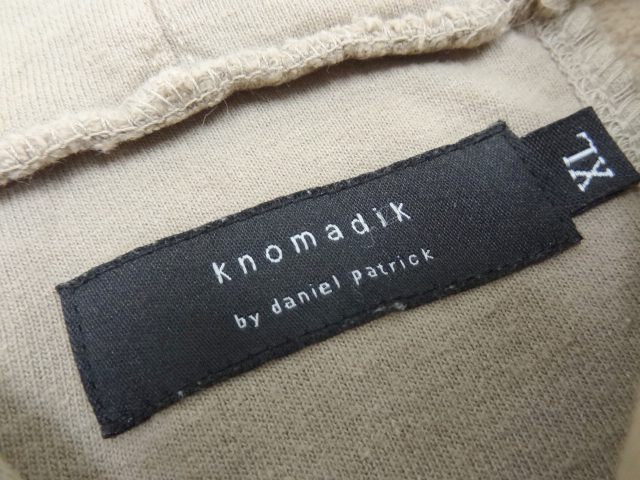 knomadik
by daniel patrick
XL